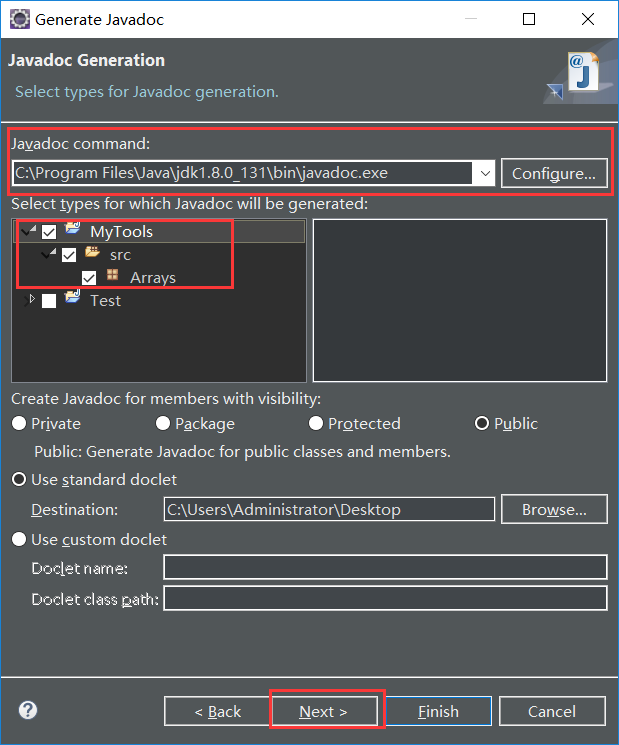 Generate Javadoc
Javadoc Generation
Select types for Javadoc generation.
Javadoc command:
C:\Program Files\Java\jdk1.8.0_131\bin\javadoc.exe
Configure...
Select types for which Javadoc will be generated:
MyTools
src
Arrays
Test
Create Javadoc for members with visibility:
Private Package Protected Public
Public: Generate Javadoc for public classes and members.
Use standard doclet
Destination: C:\Users\Administrator\Desktop Browse...
Use custom doclet
Doclet name:
Doclet class path:
? < Back Next > Finish Cancel